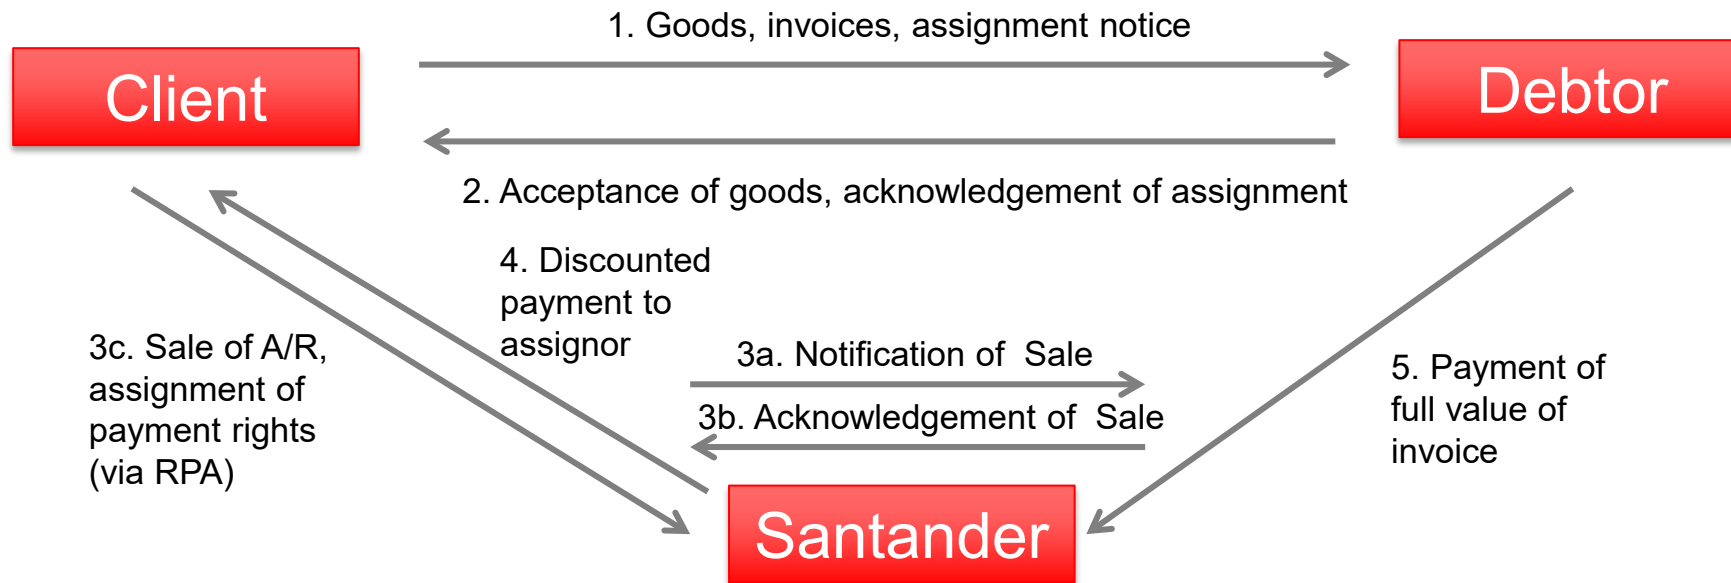 1. Goods, invoices, assignment notice
Client
Debtor
2. Acceptance of goods, acknowledgement of assignment
4. Discounted
payment to
assignor
3c. Sale of A/R,
assignment of
payment rights
(via RPA)
3a. Notification of  Sale
3b. Acknowledgement of  Sale
5. Payment of
full value of
invoice
Santander